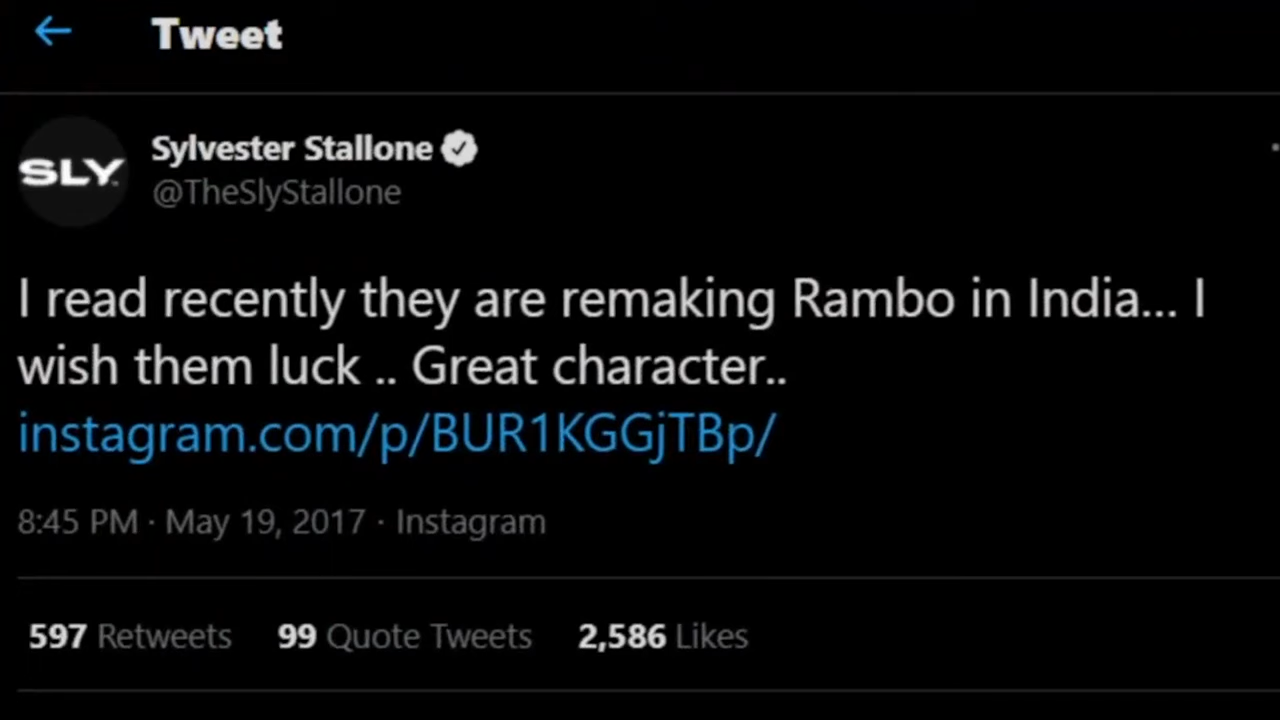 Tweet
SLY
Sylvester Stallone
@TheSlyStallone
I read recently they are remaking Rambo in India... I
wish them luck .. Great character..
instagram.com/p/BUR1KGGjTBp/
8:45 PM · May 19, 2017 · Instagram
597 Retweets 99 Quote Tweets 2,586 Likes